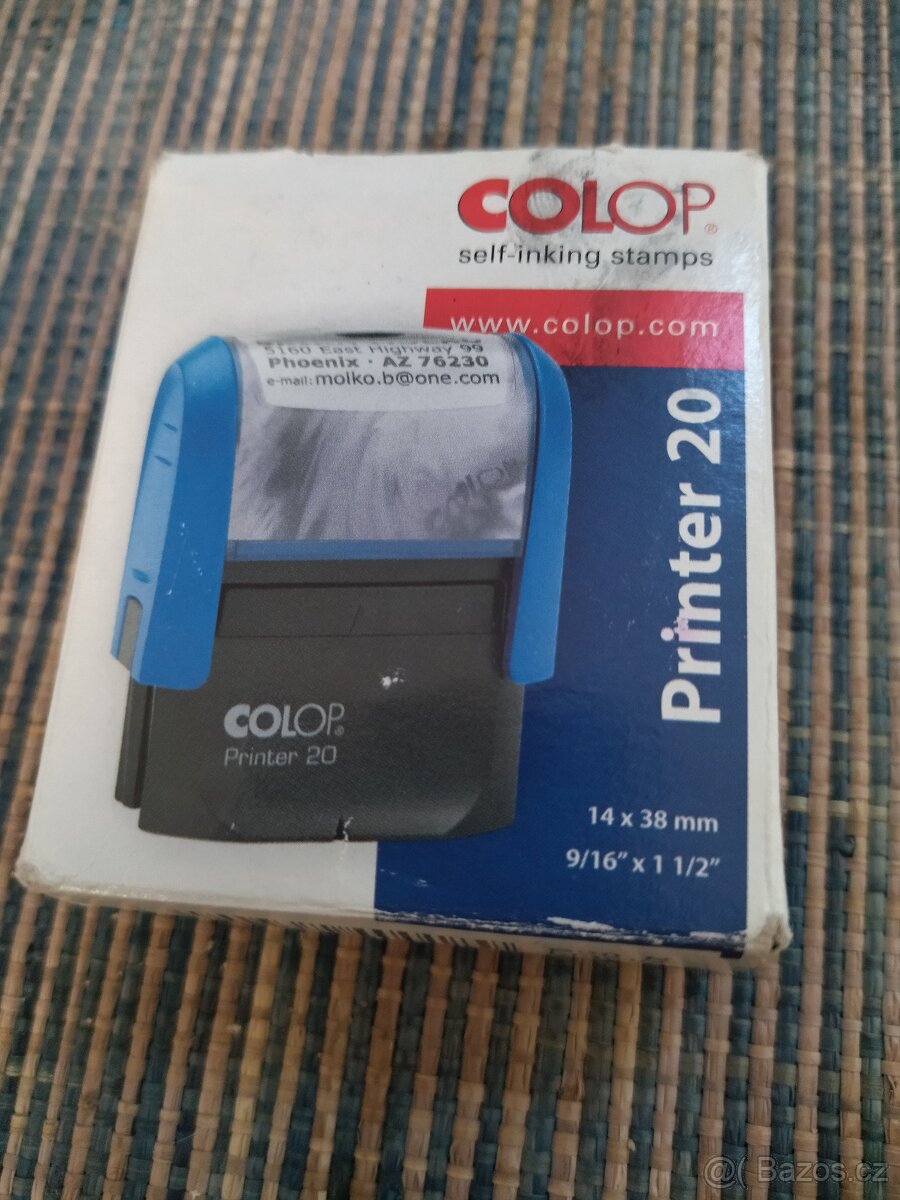 COLOP®
self-inking stamps
www.colop.com
Printer 20
5160 East Highway 99
Phoenix · AZ 76230
e-mail: molko.b@one.com
COLOP
COLOP®
Printer 20
14 x 38 mm
9/16” x 1 1/2”
@( Bazos.cz